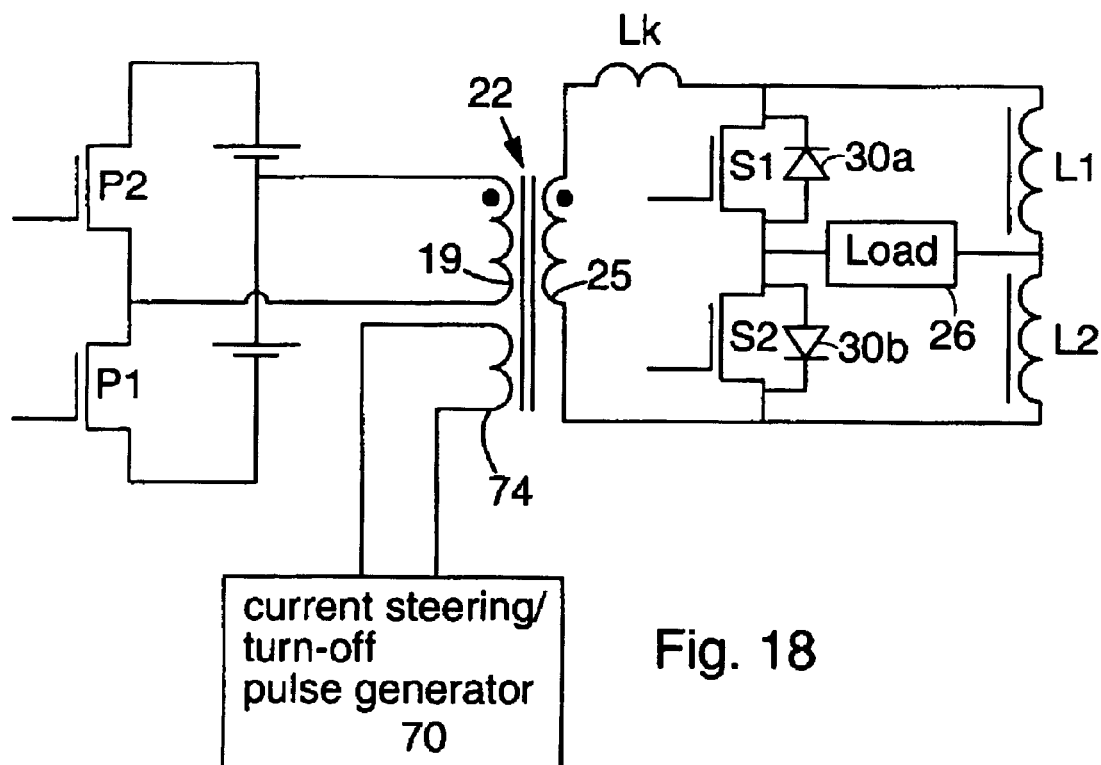 Lk
22
P2
S1
30a
L1
19
25
Load
26
P1
S2
30b
L2
74
current steering/
turn-off
pulse generator
70
Fig. 18